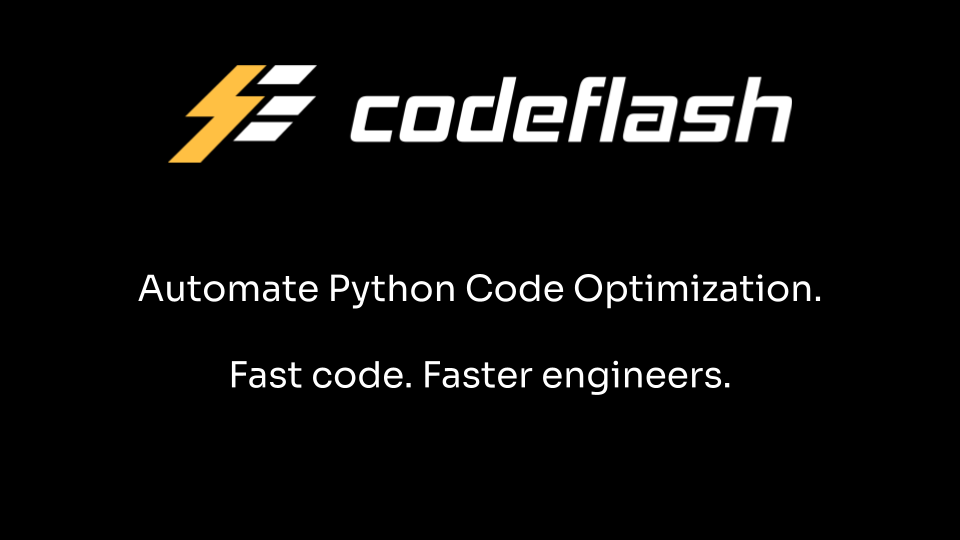 codeflash
Automate Python Code Optimization.
Fast code. Faster engineers.